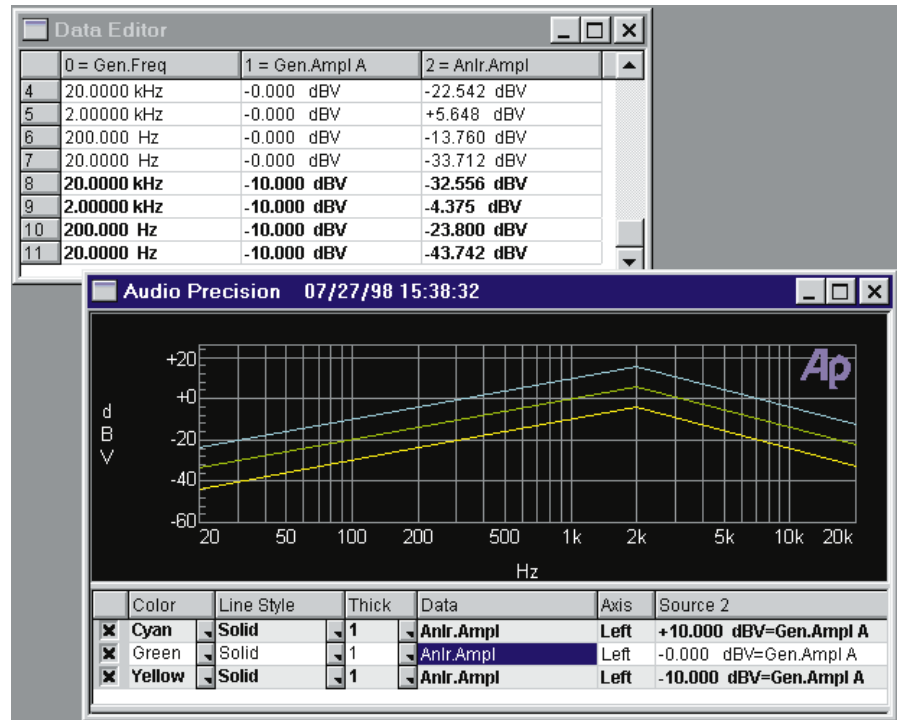 Data Editor
0 = Gen.Freq 1 = Gen.Ampl A 2 = Anlr.Ampl
4 20.0000 kHz -0.000 dBV -22.542 dBV
5 2.00000 kHz -0.000 dBV +5.648 dBV
6 200.000 Hz -0.000 dBV -13.760 dBV
7 20.0000 Hz -0.000 dBV -33.712 dBV
8 20.0000 kHz -10.000 dBV -32.556 dBV
9 2.00000 kHz -10.000 dBV -4.375 dBV
10 200.000 Hz -10.000 dBV -23.800 dBV
11 20.0000 Hz -10.000 dBV -43.742 dBV
Audio Precision 07/27/98 15:38:32
Ap
+20
+0
-20
-40
-60
d
B
V
20 50 100 200 500 1k 2k 5k 10k 20k
Hz
Color Line Style Thick Data Axis Source 2
Cyan Solid 1 Anlr.Ampl Left +10.000 dBV=Gen.Ampl A
Green Solid 1 Anlr.Ampl Left -0.000 dBV=Gen.Ampl A
Yellow Solid 1 Anlr.Ampl Left -10.000 dBV=Gen.Ampl A